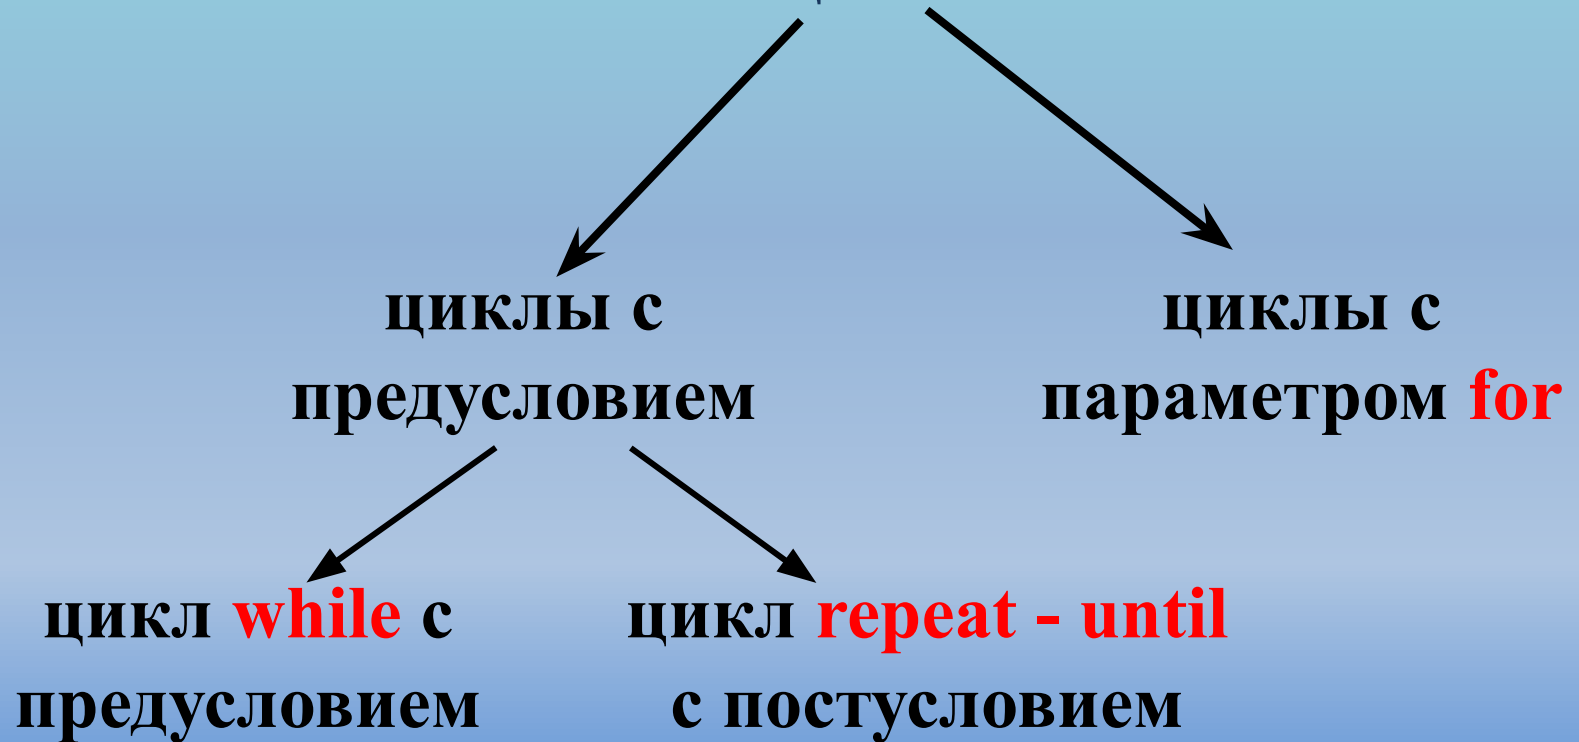 циклы с
предусловием
циклы с
параметром for
цикл while с
предусловием
цикл repeat - until
с постусловием